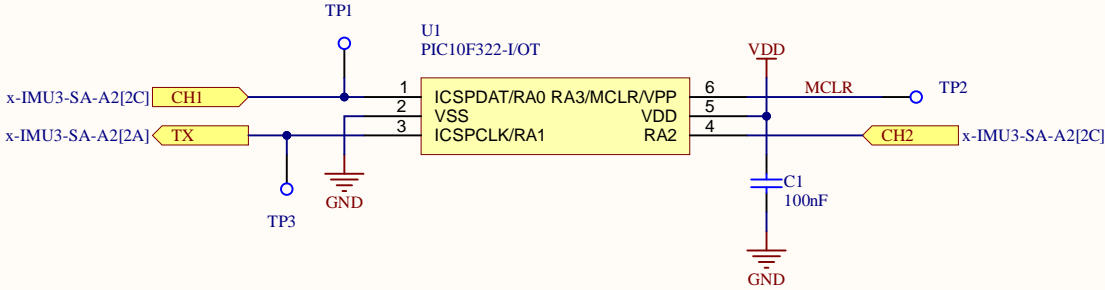 TP1
U1
PIC10F322-I/OT
VDD
x-IMU3-SA-A2[2C] CH1 1 ICSPDAT/RA0 RA3/MCLR/VPP 6 MCLR TP2
2 VSS VDD 5
x-IMU3-SA-A2[2A] TX 3 ICSPCLK/RA1 RA2 4 CH2 x-IMU3-SA-A2[2C]
C1
100nF
GND
TP3
GND